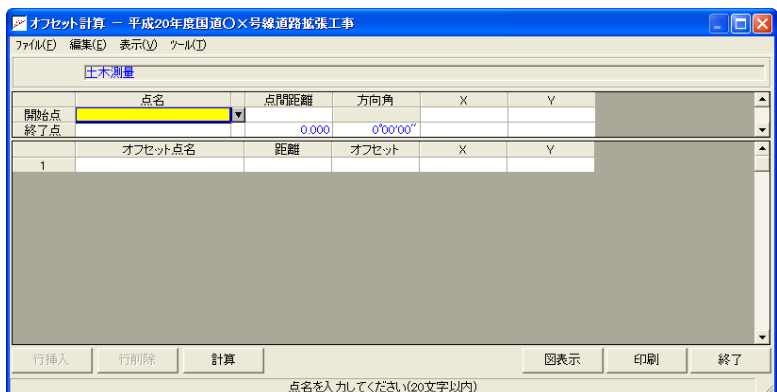 オフセット計算 － 平成20年度国道〇×号線道路拡張工事
ファイル(F) 編集(E) 表示(V) ツール(T)
土木測量
点名 点間距離 方向角 X Y
開始点
終了点 0.000 0°00'00"
オフセット点名 距離 オフセット X Y
1
行挿入 行削除 計算 図表示 印刷 終了
点名を入力してください(20文字以内)